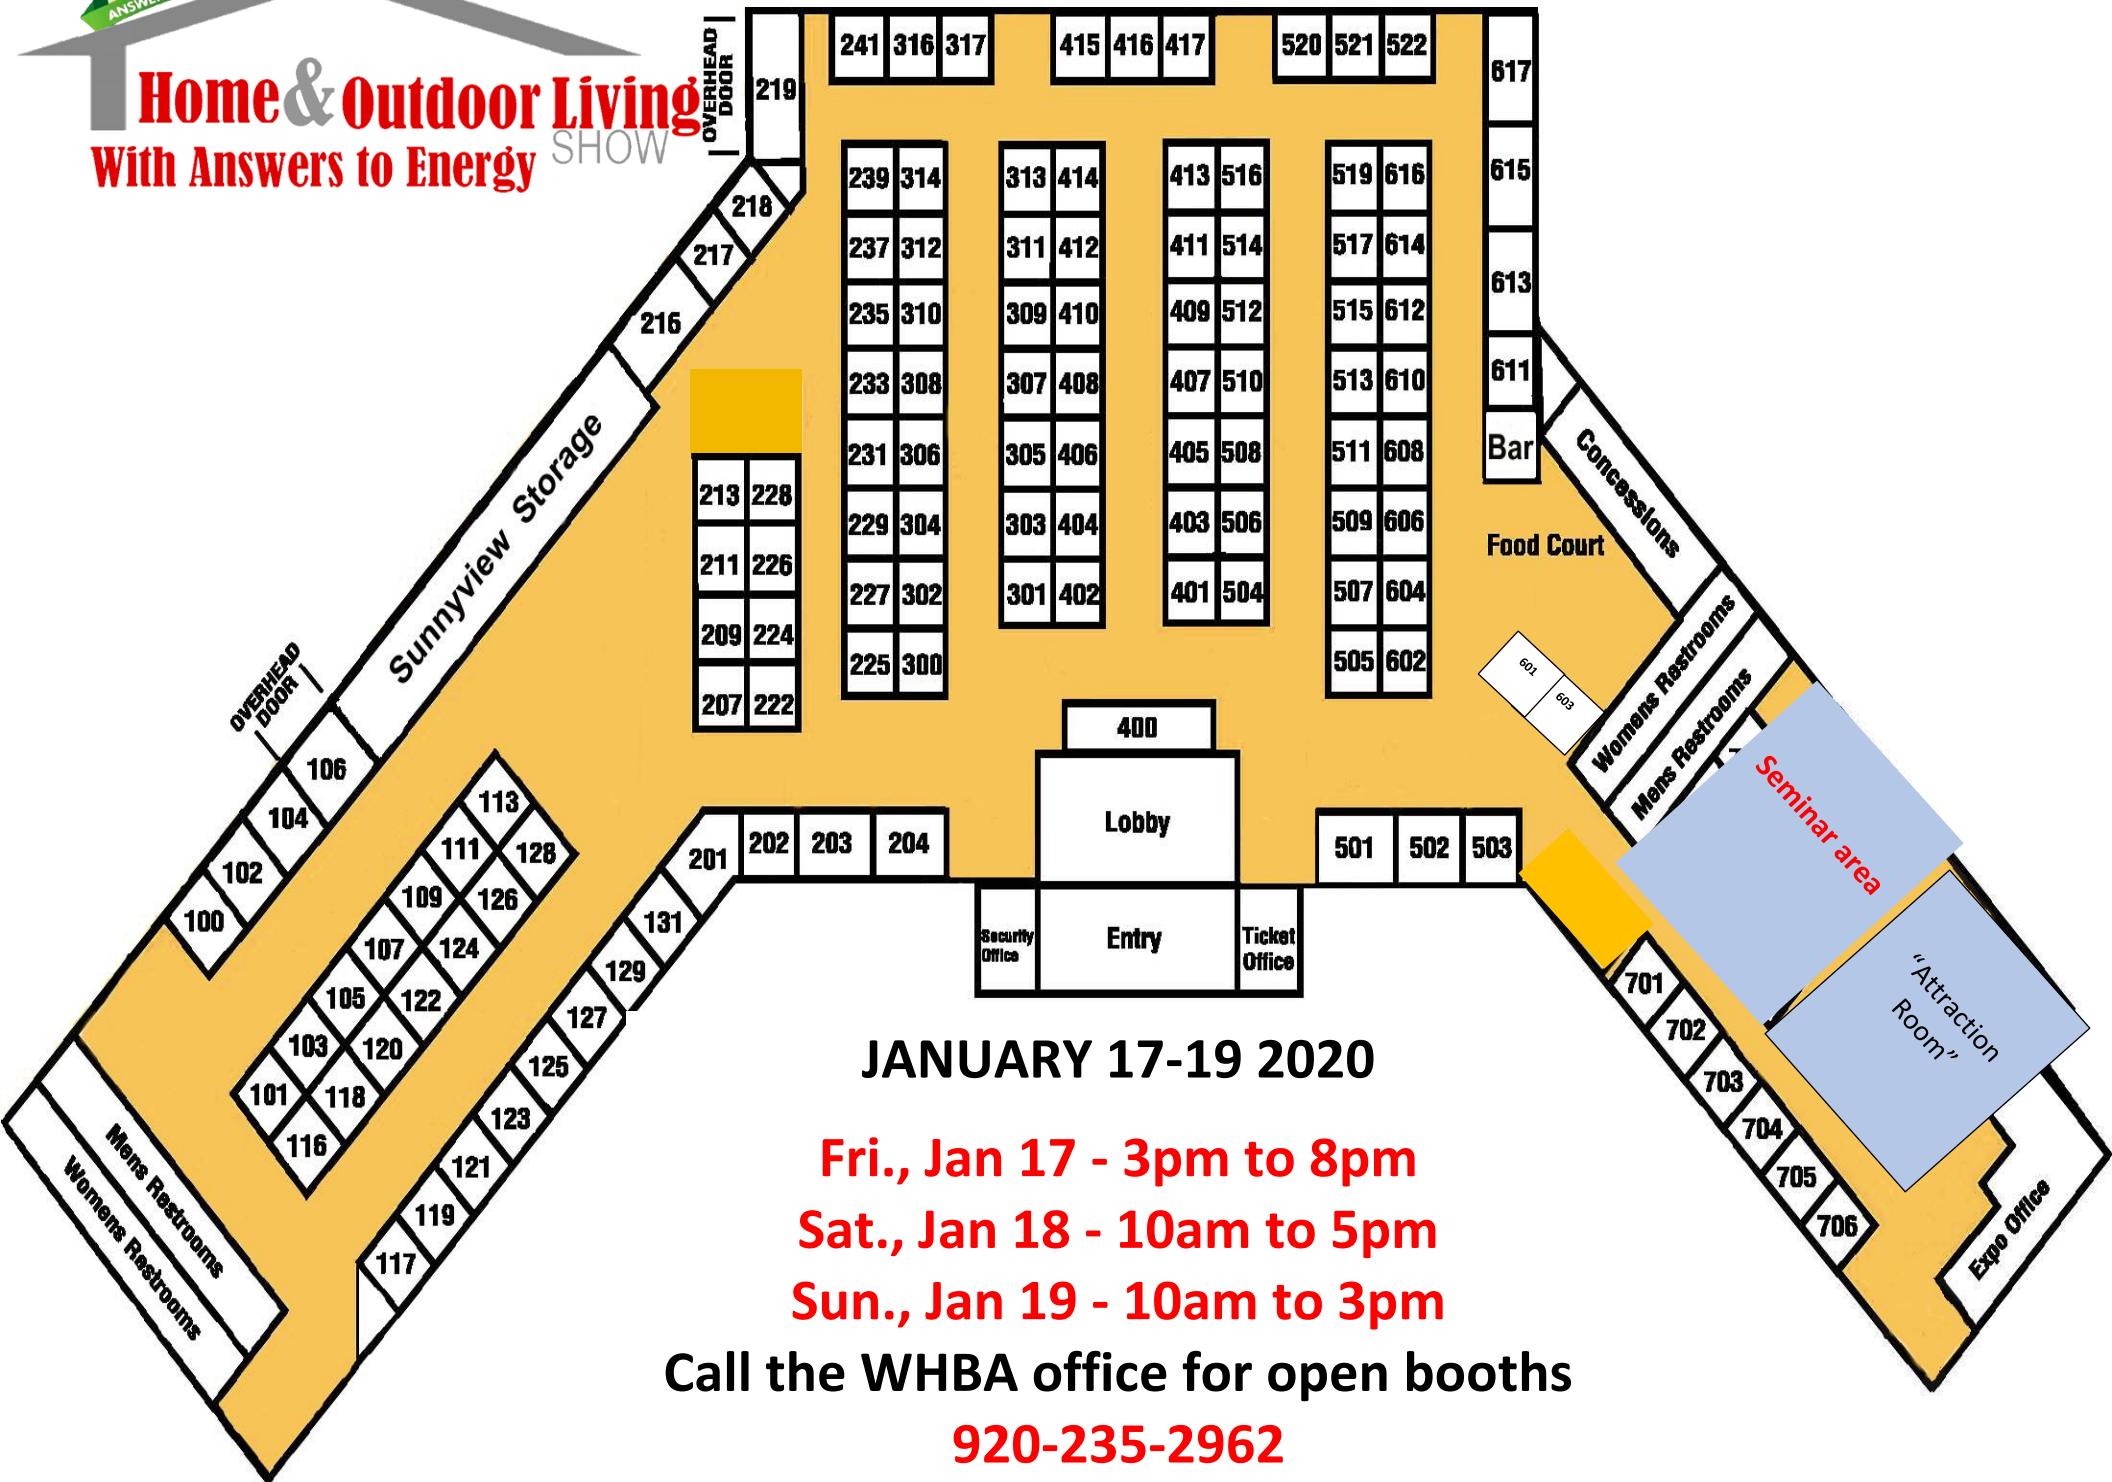 ANSWE
Home & Outdoor Living
SHOW
With Answers to Energy
OVERHEAD
DOOR
219
241 316 317
415 416 417
520 521 522
617
615
613
611
Bar
218
217
216
239 314
237 312
235 310
233 308
231 306
229 304
227 302
225 300
313 414
311 412
309 410
307 408
305 406
303 404
301 402
413 516
411 514
409 512
407 510
405 508
403 506
401 504
519 616
517 614
515 612
513 610
511 608
509 606
507 604
505 602
213 228
211 226
209 224
207 222
Sunnyview Storage
Concessions
Food Court
601
603
Womens Restrooms
Mens Restrooms
Seminar area
"Attraction
Room"
OVERHEAD
DOOR
106
104
102
100
113
111 128
109 126
107 124
105 122
103 120
101 118
116
400
Lobby
Security
Office
Entry
Ticket
Office
201 202 203 204
501 502 503
131
129
127
125
123
121
119
117
701
702
703
704
705
706
Expo Office
Mens Restrooms
Womens Restrooms
JANUARY 17-19 2020
Fri., Jan 17 - 3pm to 8pm
Sat., Jan 18 - 10am to 5pm
Sun., Jan 19 - 10am to 3pm
Call the WHBA office for open booths
920-235-2962